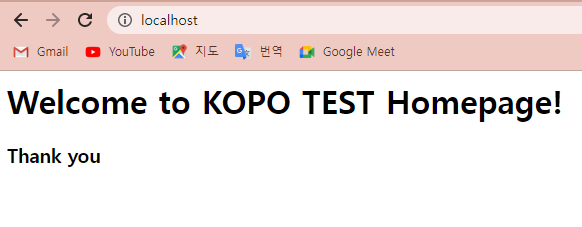 localhost
Gmail YouTube 지도 번역 Google Meet
Welcome to KOPO TEST Homepage!
Thank you